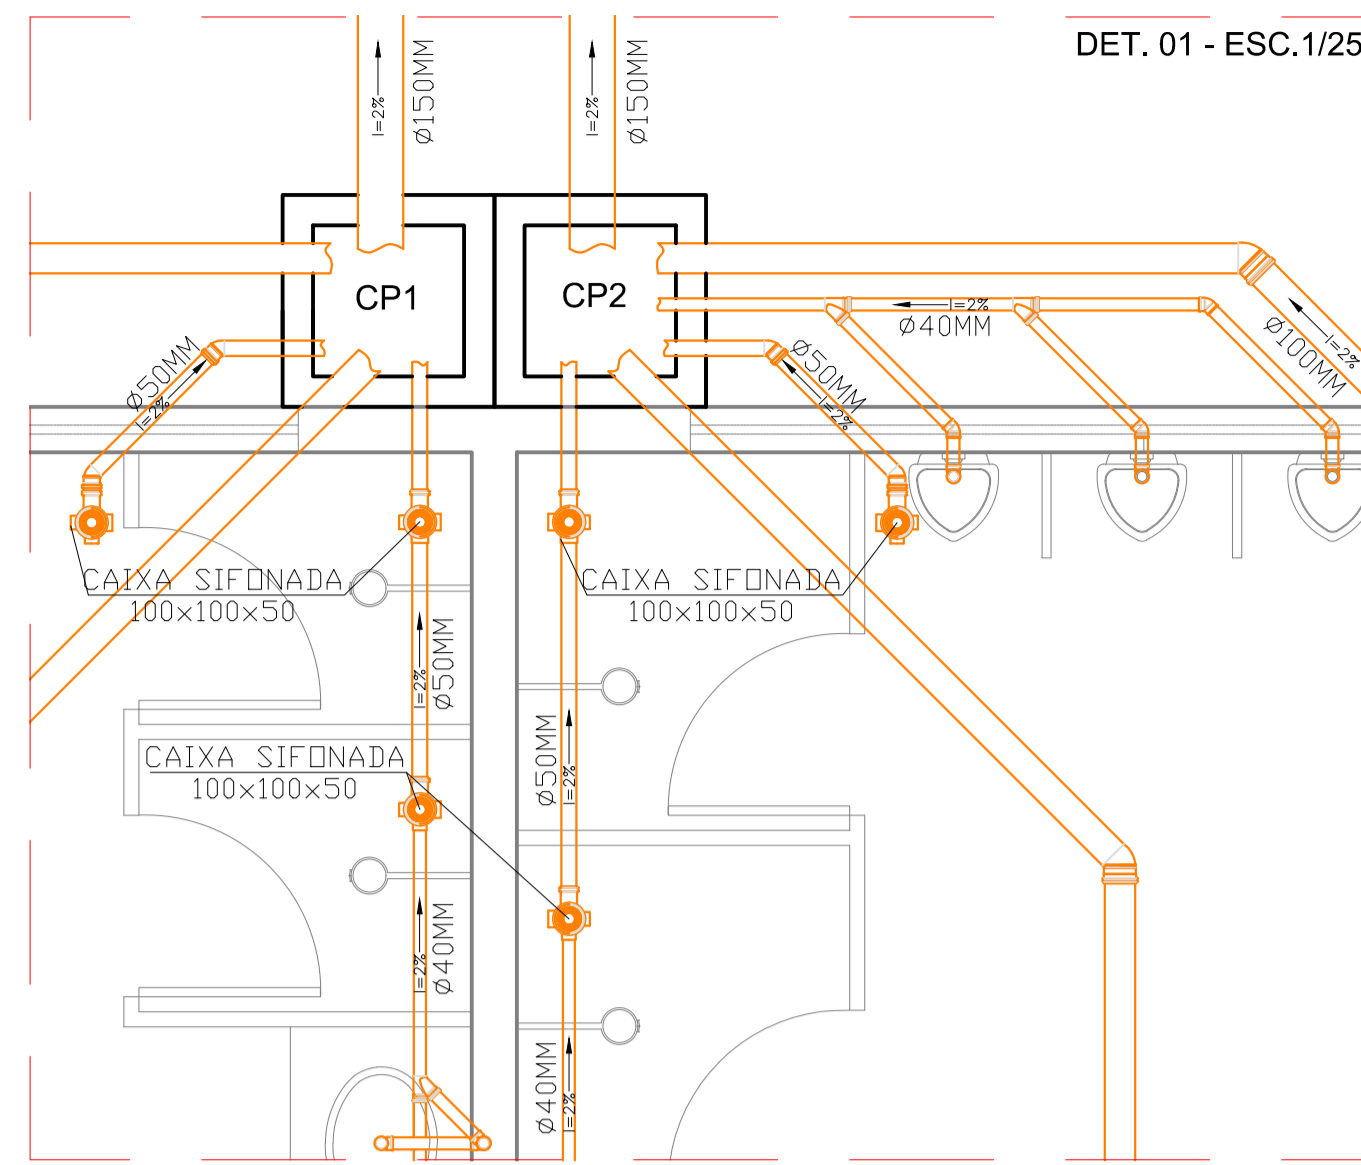 DET. 01 - ESC.1/25
I=2%
Ø150MM
I=2%
Ø150MM
CP1
CP2
I=2%
Ø40MM
Ø50MM
I=2%
Ø50MM
I=2%
Ø100MM
I=2%
CAIXA SIFONADA
100x100x50
CAIXA SIFONADA
100x100x50
I=2%
Ø50MM
CAIXA SIFONADA
100x100x50
Ø50MM
I=2%
I=2%
Ø40MM
Ø40MM
I=2%